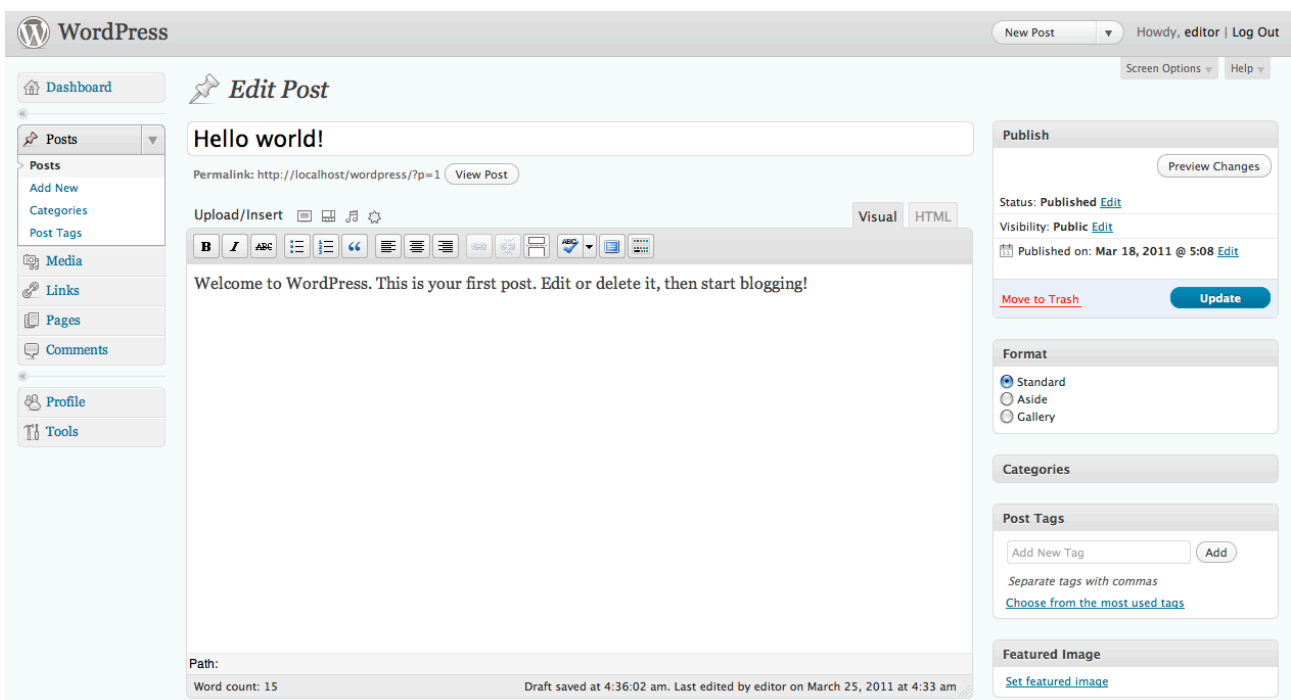 WordPress
New Post
Howdy, editor | Log Out
Screen Options
Help
Dashboard
Posts
Posts
Add New
Categories
Post Tags
Media
Links
Pages
Comments
Profile
Tools
Edit Post
Hello world!
Permalink: http://localhost/wordpress/?p=1 View Post
Upload/Insert
Visual HTML
B I ABC ABC
Welcome to WordPress. This is your first post. Edit or delete it, then start blogging!
Path:
Word count: 15
Draft saved at 4:36:02 am. Last edited by editor on March 25, 2011 at 4:33 am
Publish
Preview Changes
Status: Published Edit
Visibility: Public Edit
Published on: Mar 18, 2011 @ 5:08 Edit
Move to Trash
Update
Format
Standard
Aside
Gallery
Categories
Post Tags
Add New Tag
Add
Separate tags with commas
Choose from the most used tags
Featured Image
Set featured image